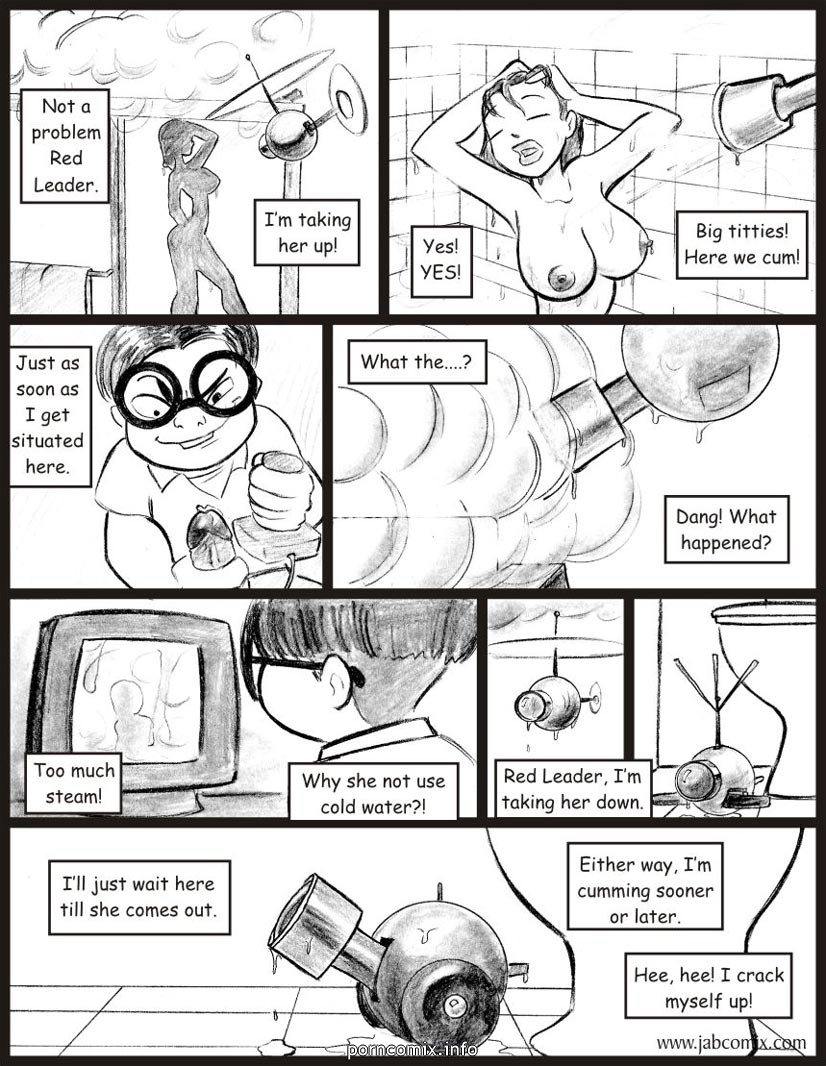 Not a
problem
Red
Leader.
I'm taking
her up!
Yes!
YES!
Big titties!
Here we cum!
Just as
soon as
I get
situated
here.
What the....?
Dang! What
happened?
Too much
steam!
Why she not use
cold water?!
Red Leader, I'm
taking her down.
I'll just wait here
till she comes out.
Either way, I'm
cumming sooner
or later.
Hee, hee! I crack
myself up!
www.jabcomix.com
porncomix.info